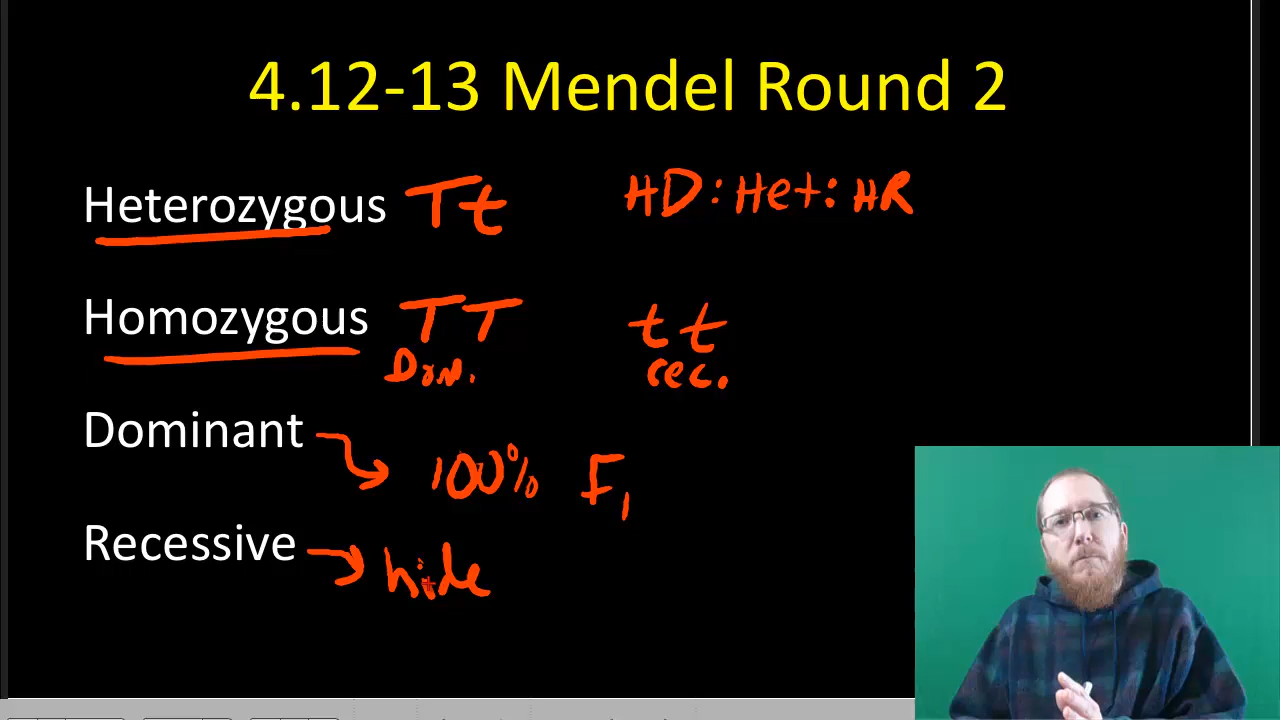 4.12-13 Mendel Round 2
Heterozygous Tt HD:Het:HR
Homozygous TT tt
Dom. rec.
Dominant 100% F1
Recessive hide